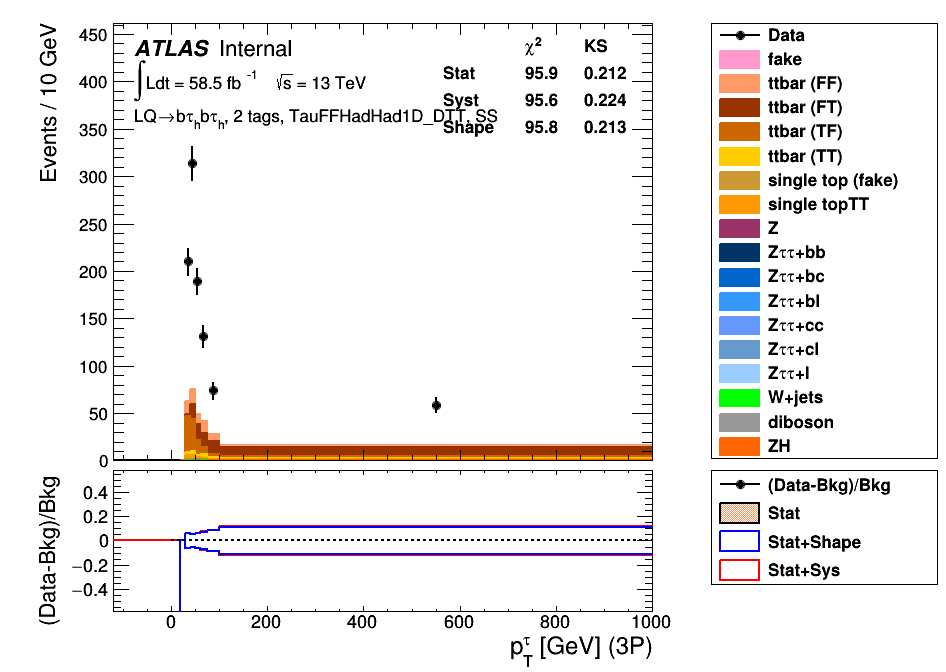 ATLAS Internal
∫Ldt = 58.5 fb⁻¹ √s = 13 TeV
LQ→bτ_hbτ_h, 2 tags, TauFFHadHad1D_DTT, SS
χ² KS
Stat 95.9 0.212
Syst 95.6 0.224
Shape 95.8 0.213
Events / 10 GeV
450
400
350
300
250
200
150
100
50
0
(Data-Bkg)/Bkg
0.4
0.2
0
−0.2
−0.4
0 200 400 600 800 1000
p_T^τ [GeV] (3P)
Data
fake
ttbar (FF)
ttbar (FT)
ttbar (TF)
ttbar (TT)
single top (fake)
single topTT
Z
Zττ+bb
Zττ+bc
Zττ+bl
Zττ+cc
Zττ+cl
Zττ+l
W+jets
diboson
ZH
(Data-Bkg)/Bkg
Stat
Stat+Shape
Stat+Sys